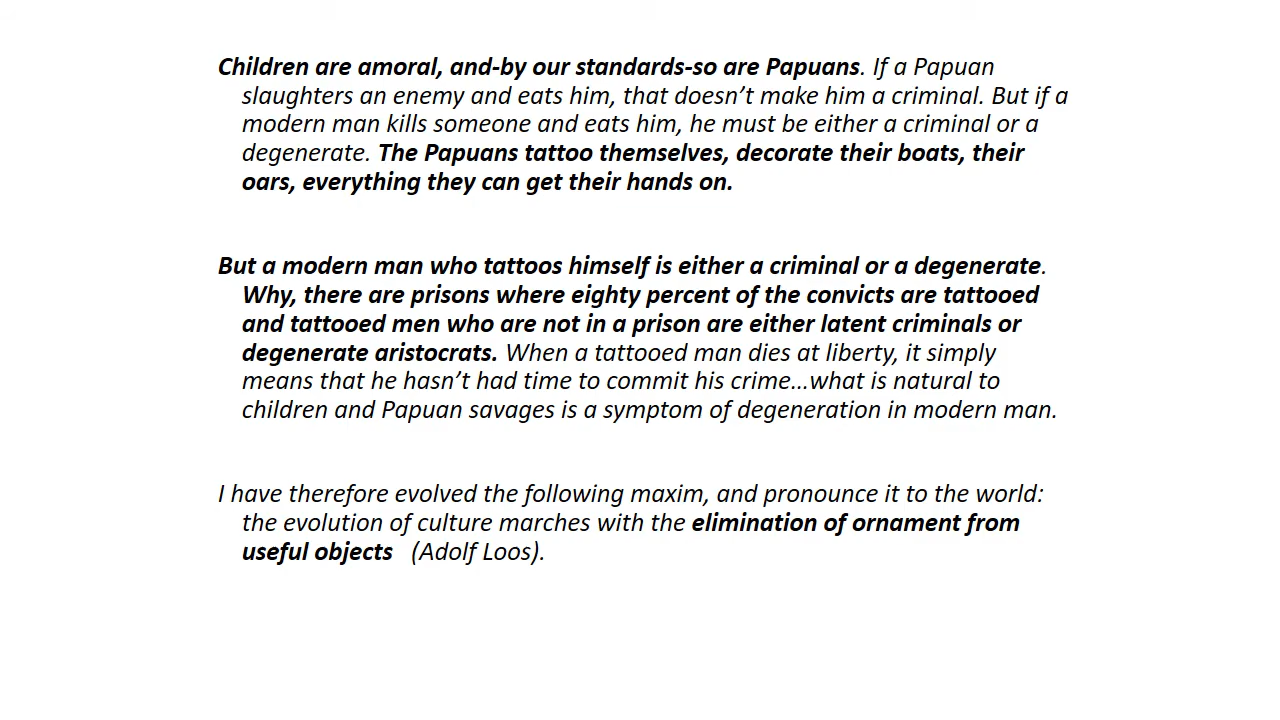 Children are amoral, and-by our standards-so are Papuans. If a Papuan
slaughters an enemy and eats him, that doesn’t make him a criminal. But if a
modern man kills someone and eats him, he must be either a criminal or a
degenerate. The Papuans tattoo themselves, decorate their boats, their
oars, everything they can get their hands on.
But a modern man who tattoos himself is either a criminal or a degenerate.
Why, there are prisons where eighty percent of the convicts are tattooed
and tattooed men who are not in a prison are either latent criminals or
degenerate aristocrats. When a tattooed man dies at liberty, it simply
means that he hasn’t had time to commit his crime…what is natural to
children and Papuan savages is a symptom of degeneration in modern man.
I have therefore evolved the following maxim, and pronounce it to the world:
the evolution of culture marches with the elimination of ornament from
useful objects (Adolf Loos).